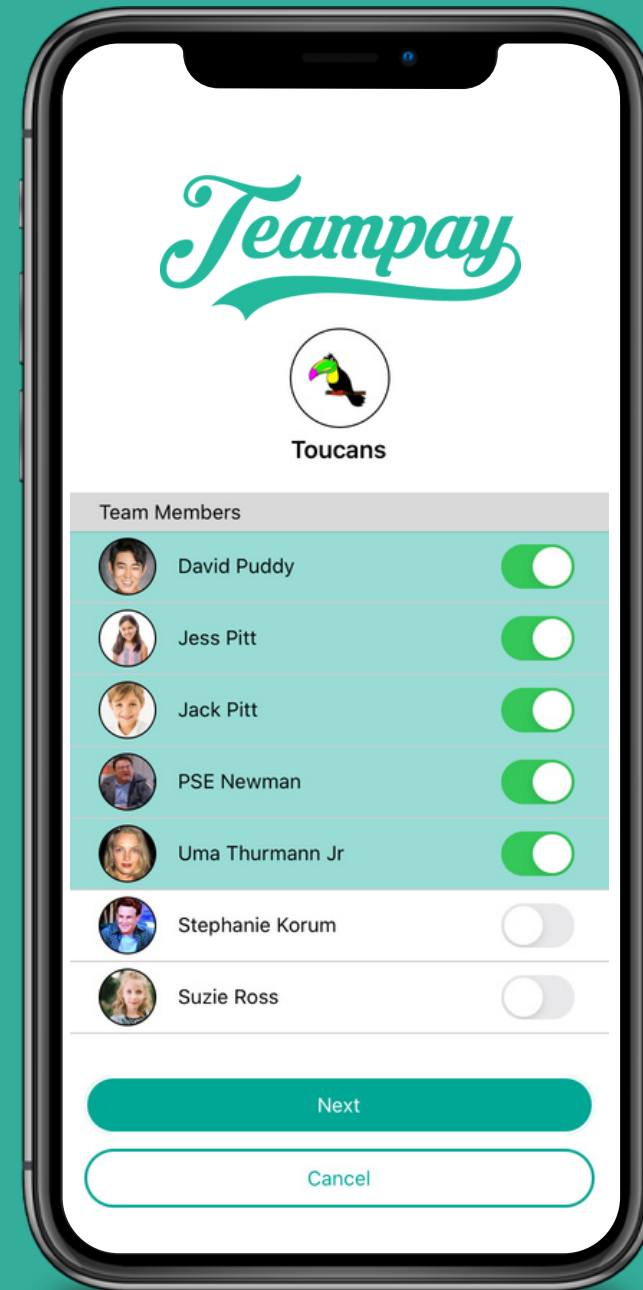 Teampay
Toucans
Team Members
David Puddy
Jess Pitt
Jack Pitt
PSE Newman
Uma Thurmann Jr
Stephanie Korum
Suzie Ross
Next
Cancel